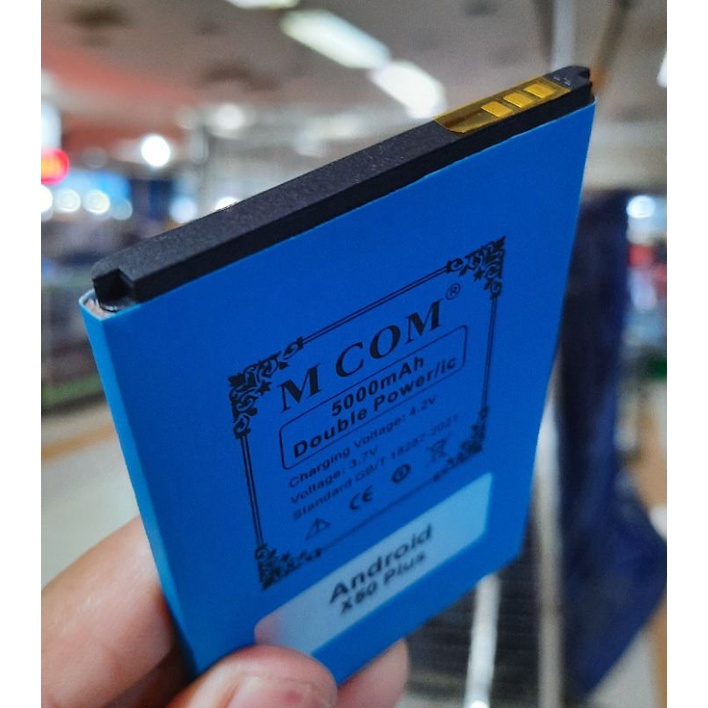 M COM ®
5000mAh
Double Power/ic
Charging Voltage: 4.2V
Voltage: 3.7V
Standard GB/T 18287-2021
CE
Android
X50 Plus